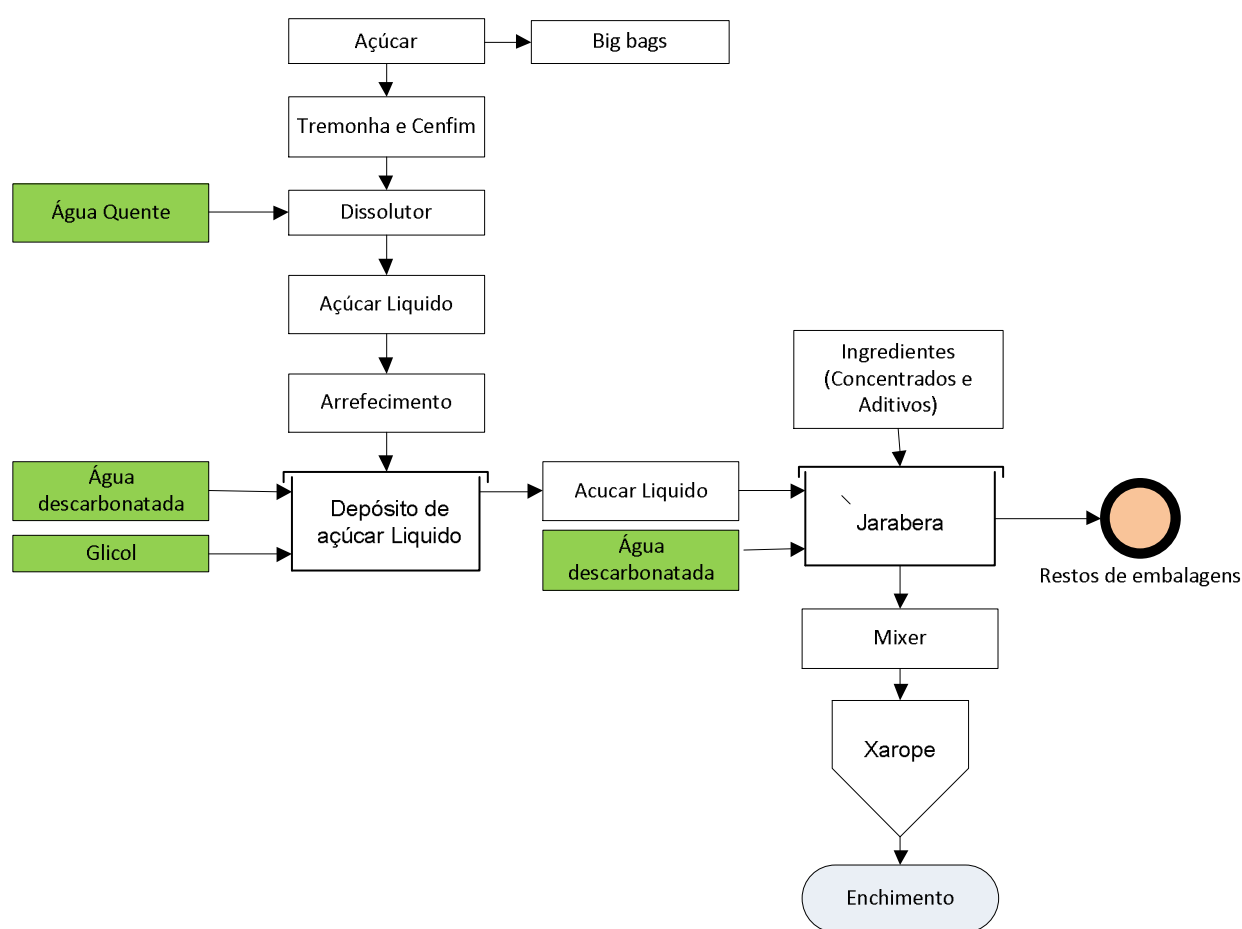 Açúcar
Big bags
Tremonha e Cenfim
Água Quente
Dissolutor
Açúcar Liquido
Arrefecimento
Ingredientes
(Concentrados e
Aditivos)
Água
descarbonatada
Glicol
Depósito de
açúcar Liquido
Acucar Liquido
Água
descarbonatada
Jarabera
Restos de embalagens
Mixer
Xarope
Enchimento